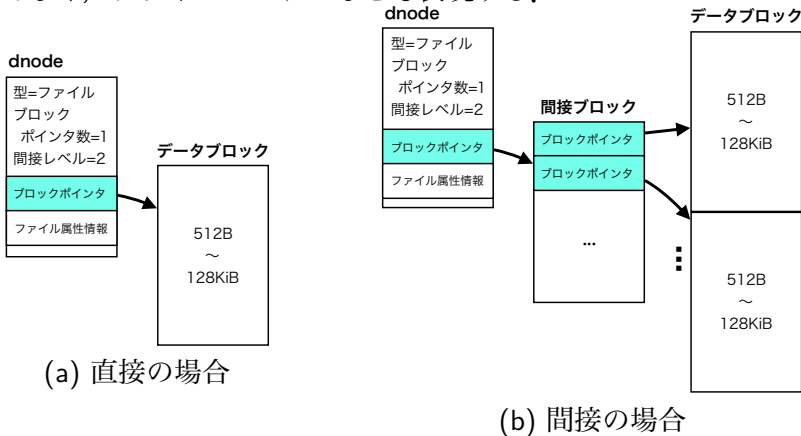 dnode
型=ファイル
ブロック
ポインタ数=1
間接レベル=2
ブロックポインタ
ファイル属性情報
データブロック
512B
～
128KiB
(a) 直接の場合
dnode
型=ファイル
ブロック
ポインタ数=1
間接レベル=2
ブロックポインタ
ファイル属性情報
間接ブロック
ブロックポインタ
ブロックポインタ
...
データブロック
512B
～
128KiB
⋮
512B
～
128KiB
(b) 間接の場合